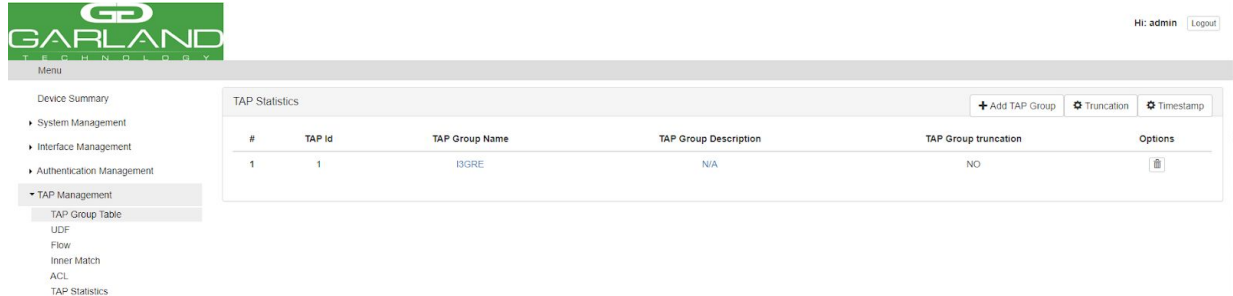 GARLAND
TECHNOLOGY
Hi: admin Logout
Menu
Device Summary
System Management
Interface Management
Authentication Management
TAP Management
TAP Group Table
UDF
Flow
Inner Match
ACL
TAP Statistics
TAP Statistics
Add TAP Group Truncation Timestamp
# TAP Id TAP Group Name TAP Group Description TAP Group truncation Options
1 1 l3GRE N/A NO